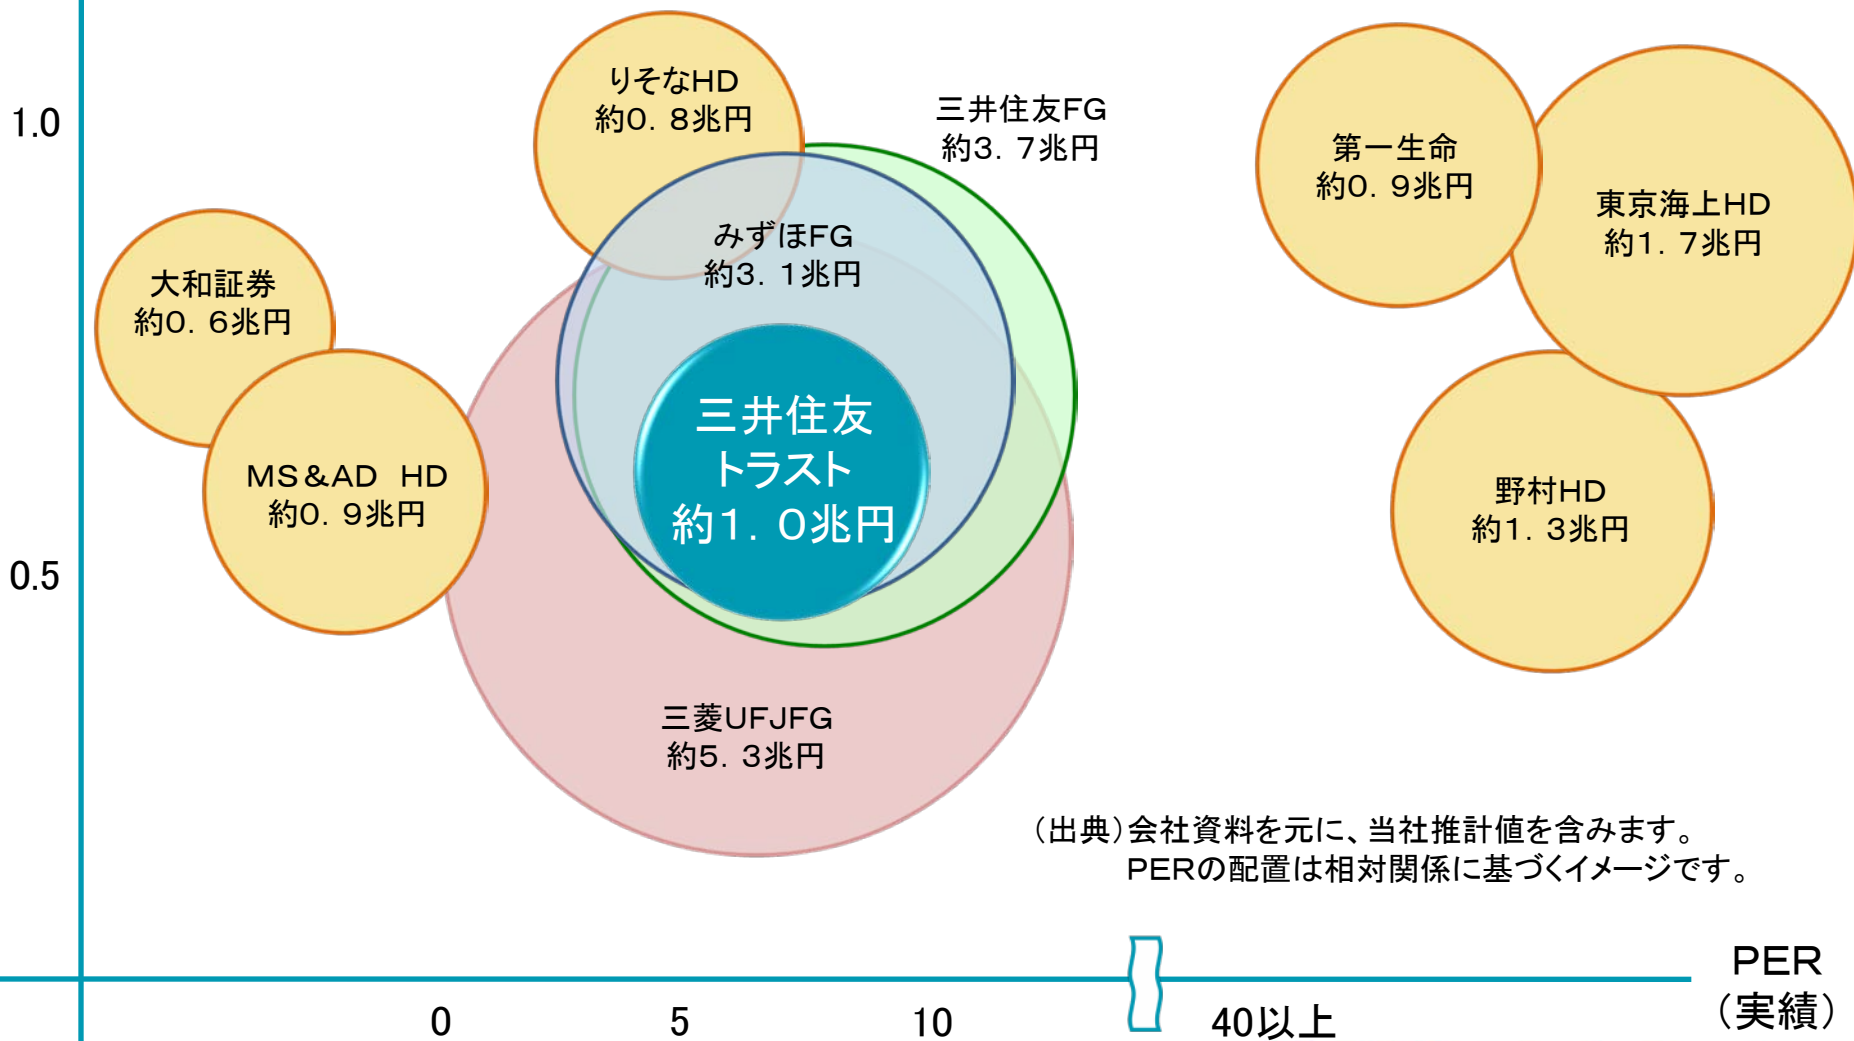 1.0
0.5
りそなHD
約0. 8兆円
三井住友FG
約3. 7兆円
第一生命
約0. 9兆円
東京海上HD
約1. 7兆円
みずほFG
約3. 1兆円
大和証券
約0. 6兆円
三井住友
トラスト
約1. 0兆円
MS&AD HD
約0. 9兆円
野村HD
約1. 3兆円
三菱UFJFG
約5. 3兆円
（出典）会社資料を元に、当社推計値を含みます。
PERの配置は相対関係に基づくイメージです。
PER
（実績）
0
5
10
40以上